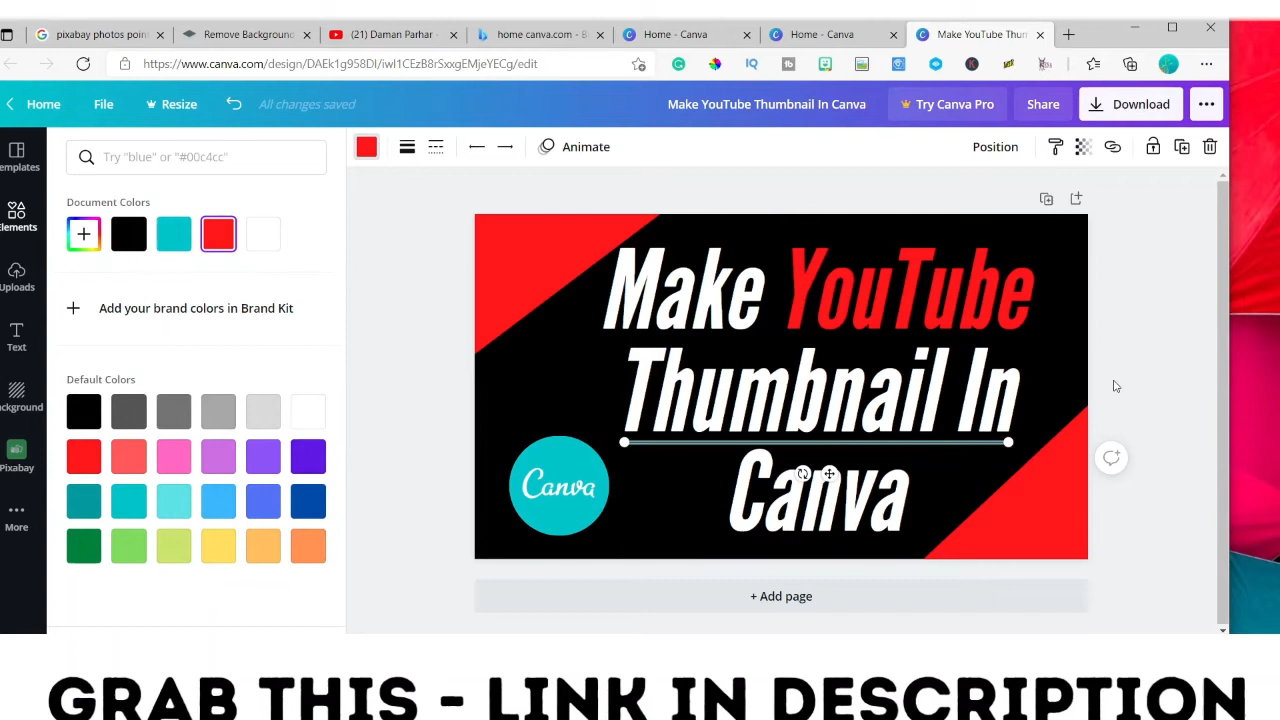 pixabay photos poin
Remove Background
(21) Daman Parhar -
home canva.com - B
Home - Canva
Home - Canva
Make YouTube Thum
https://www.canva.com/design/DAEk1g958DI/iwl1CEzB8rSxxgEMjeYECg/edit
Home
File
Resize
All changes saved
Make YouTube Thumbnail In Canva
Try Canva Pro
Share
Download
emplates
Elements
Uploads
Text
ackground
Pixabay
More
Try "blue" or "#00c4cc"
Document Colors
Add your brand colors in Brand Kit
Default Colors
Animate
Position
Make YouTube
Thumbnail In
Canva
Canva
+ Add page
GRAB THIS - LINK IN DESCRIPTION